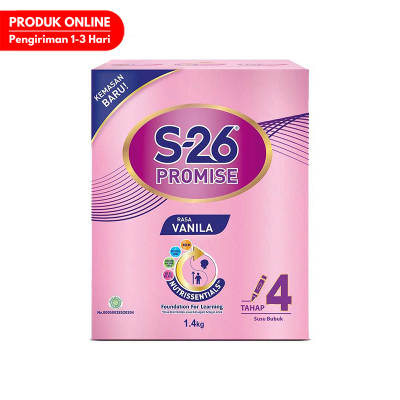 PRODUK ONLINE
Pengiriman 1-3 Hari
KEMASAN
BARU!
S-26
PROMISE
RASA
VANILA
NUTRISSENTIALS
Foundation For Learning
1.4kg
TAHAP 4
Susu Bubuk